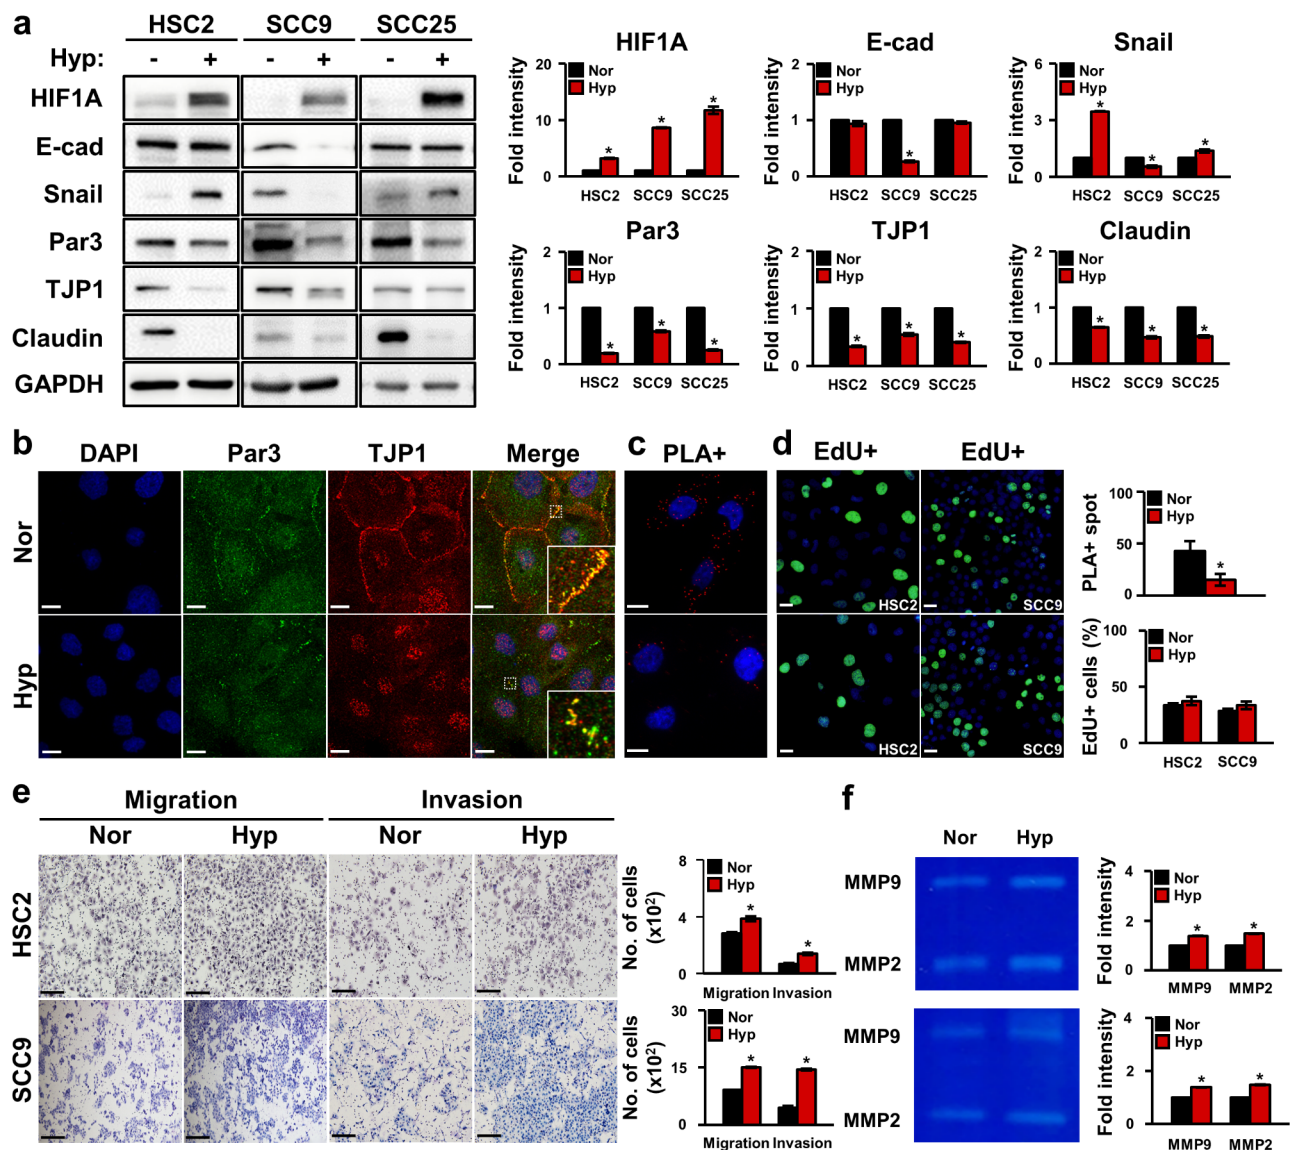 a
HSC2 SCC9 SCC25
Hyp: - + - + - +
HIF1A
E-cad
Snail
Par3
TJP1
Claudin
GAPDH
HIF1A
Fold intensity
20
10
0
Nor
Hyp
*
*
*
HSC2 SCC9 SCC25
E-cad
Fold intensity
2
1
0
Nor
Hyp
*
HSC2 SCC9 SCC25
Snail
Fold intensity
6
3
0
Nor
Hyp
*
*
*
HSC2 SCC9 SCC25
Par3
Fold intensity
2
1
0
Nor
Hyp
*
*
*
HSC2 SCC9 SCC25
TJP1
Fold intensity
2
1
0
Nor
Hyp
*
*
*
HSC2 SCC9 SCC25
Claudin
Fold intensity
2
1
0
Nor
Hyp
*
*
*
HSC2 SCC9 SCC25
b
DAPI Par3 TJP1 Merge
Nor
Hyp
c
PLA+
d
EdU+ EdU+
HSC2 SCC9
HSC2 SCC9
PLA+ spot
100
50
0
Nor
Hyp
*
EdU+ cells (%)
100
50
0
Nor
Hyp
HSC2 SCC9
e
Migration Invasion
Nor Hyp Nor Hyp
HSC2
SCC9
No. of cells
(x10²)
8
4
0
Nor
Hyp
*
*
Migration Invasion
No. of cells
(x10²)
30
15
0
Nor
Hyp
*
*
Migration Invasion
f
Nor Hyp
MMP9
MMP2
MMP9
MMP2
Fold intensity
4
2
0
Nor
Hyp
*
*
MMP9 MMP2
Fold intensity
4
2
0
Nor
Hyp
*
*
MMP9 MMP2